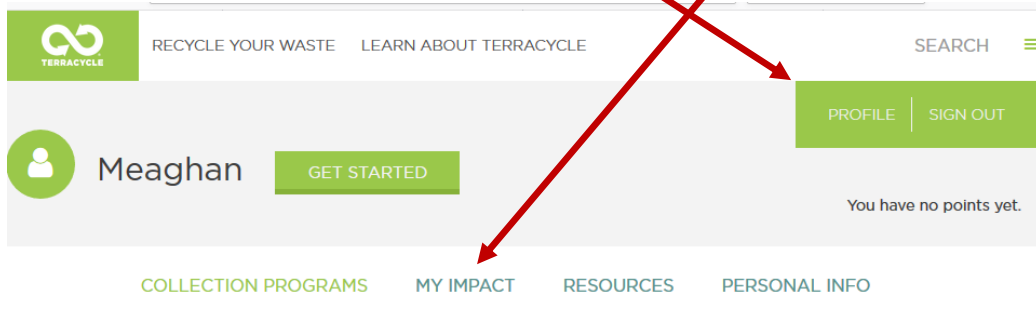 TERRACYCLE
RECYCLE YOUR WASTE LEARN ABOUT TERRACYCLE SEARCH
PROFILE SIGN OUT
Meaghan GET STARTED
You have no points yet.
COLLECTION PROGRAMS MY IMPACT RESOURCES PERSONAL INFO